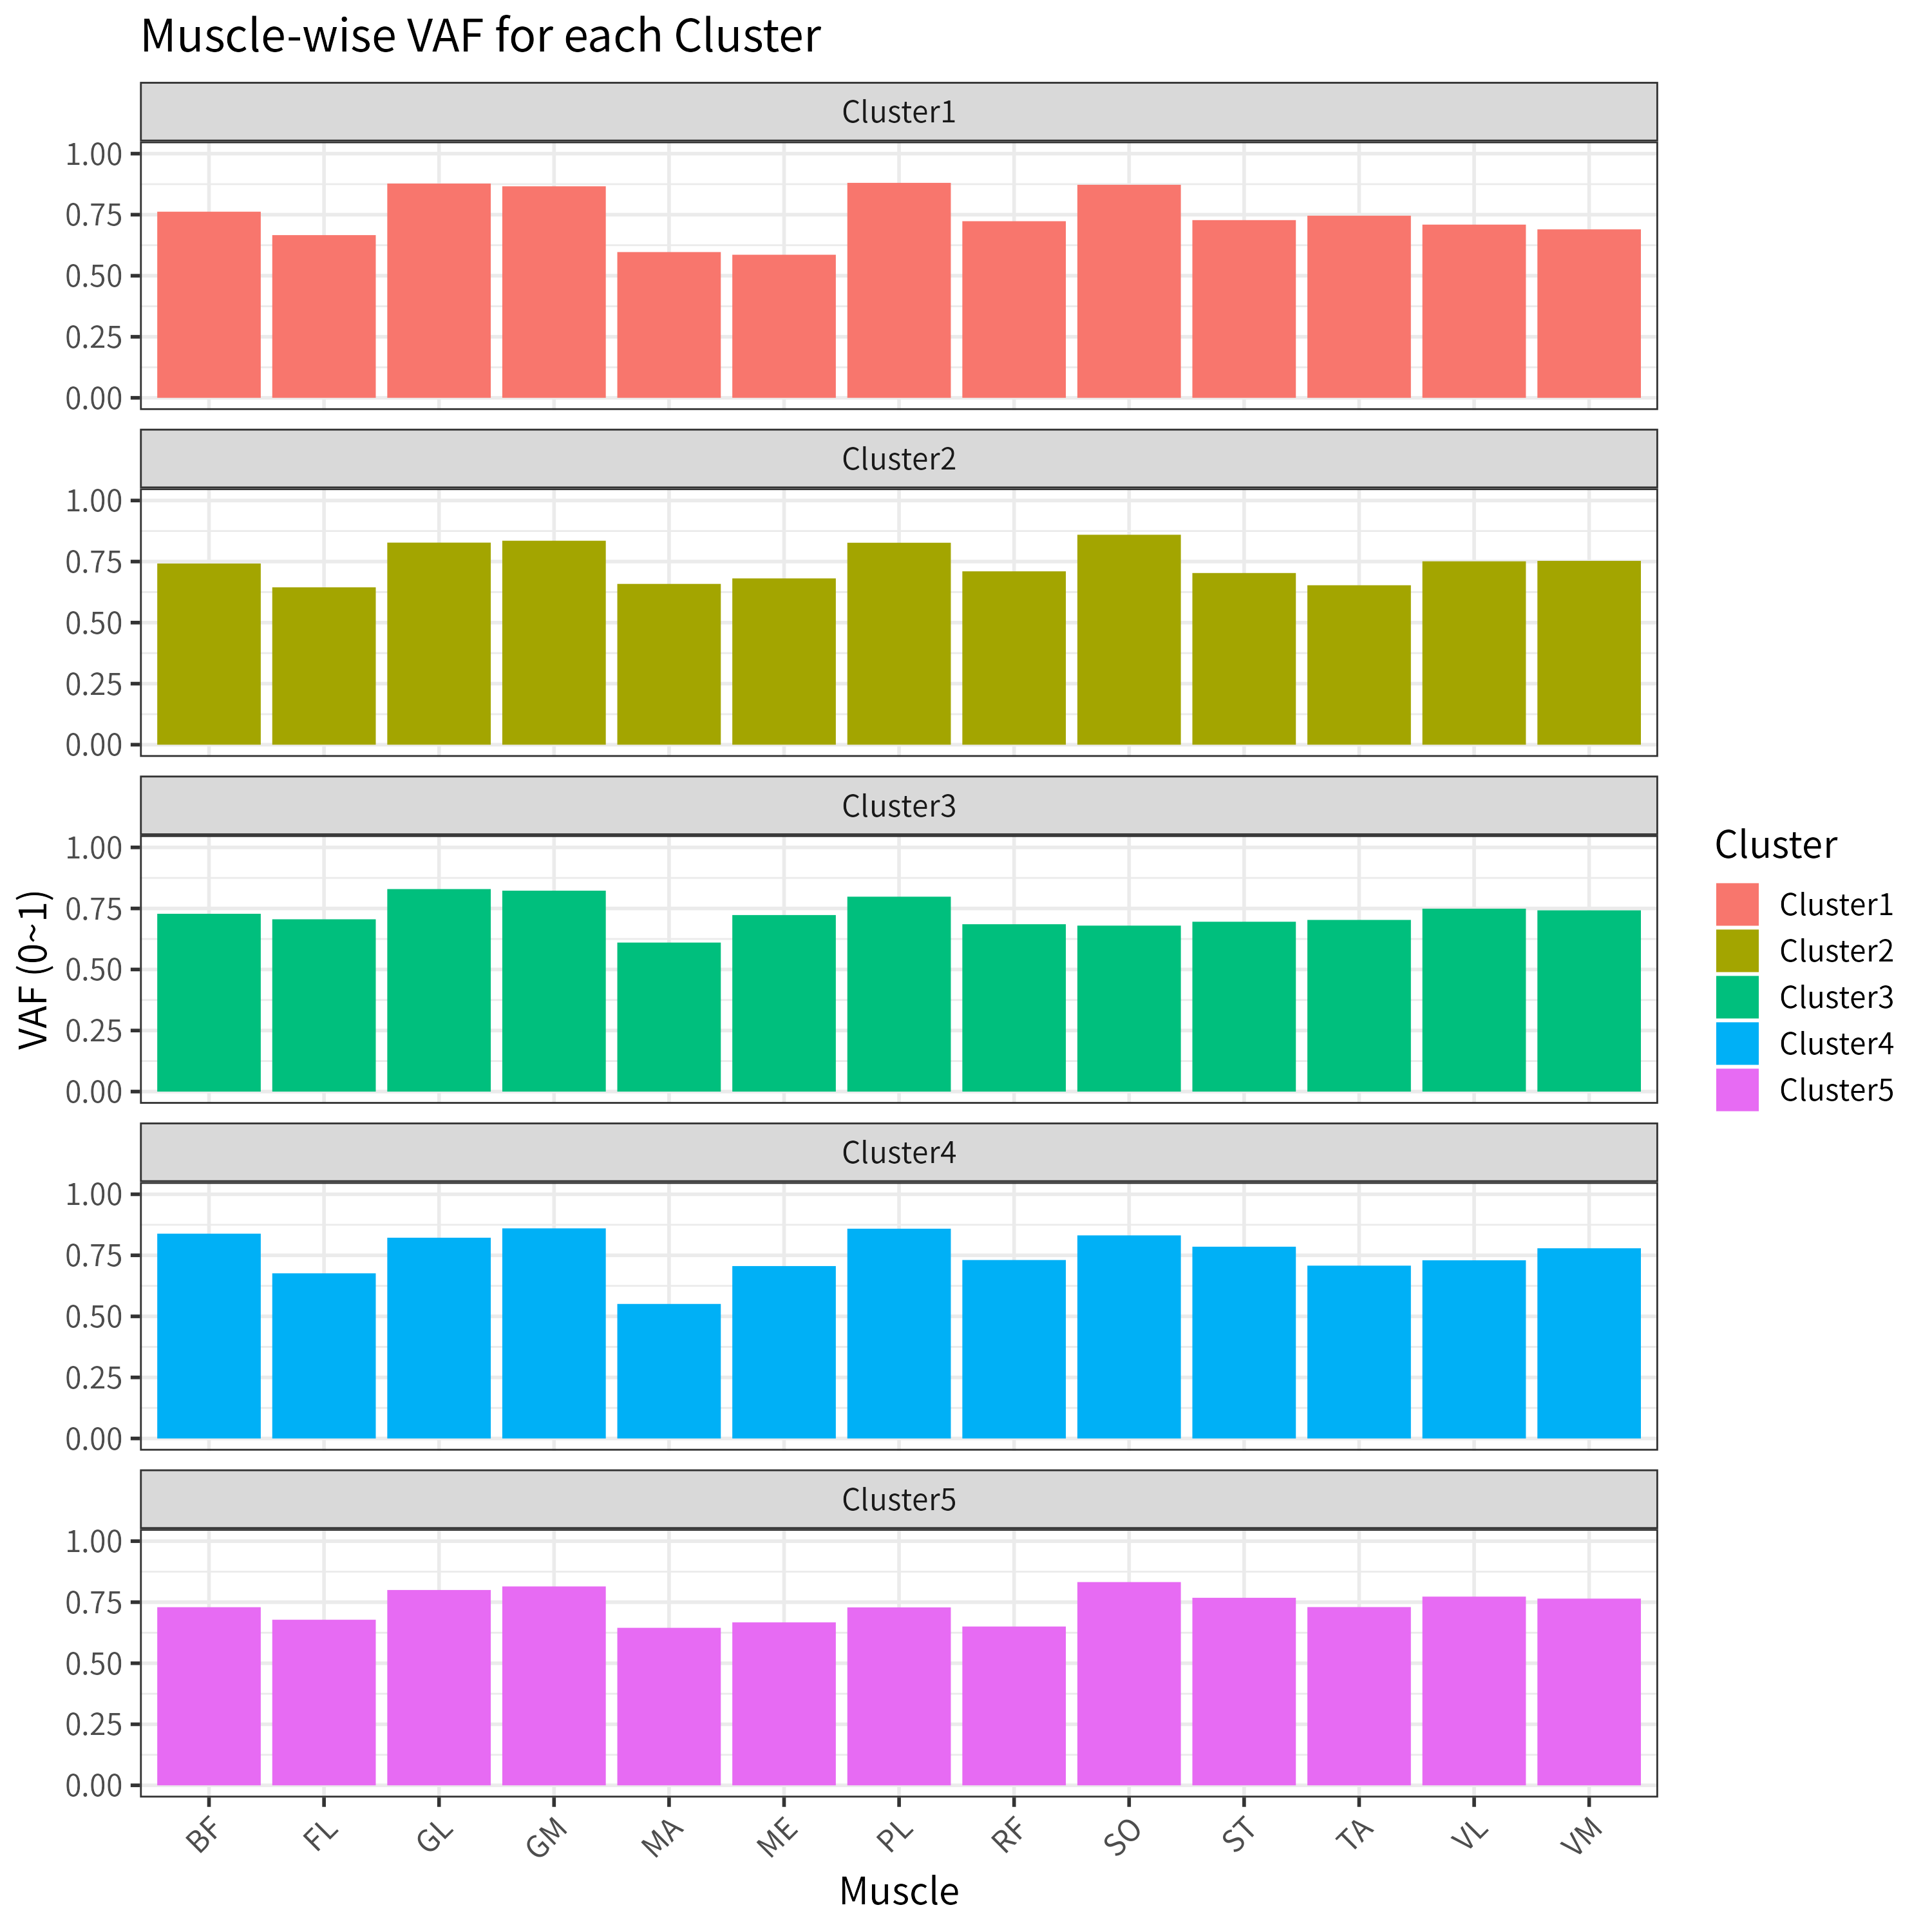 Muscle-wise VAF for each Cluster
Cluster1
1.00
0.75
0.50
0.25
0.00
Cluster2
1.00
0.75
0.50
0.25
0.00
Cluster3
1.00
0.75
0.50
0.25
0.00
Cluster4
1.00
0.75
0.50
0.25
0.00
Cluster5
1.00
0.75
0.50
0.25
0.00
BF FL GL GM MA ME PL RF SO ST TA VL VM
Muscle
VAF (0~1)
Cluster
Cluster1
Cluster2
Cluster3
Cluster4
Cluster5